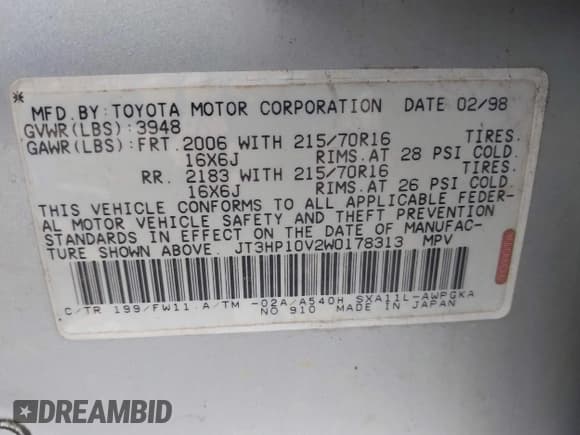 MFD.BY:TOYOTA MOTOR CORPORATION DATE 02/98
GVWR(LBS):3948
GAWR(LBS):FRT.2006 WITH 215/70R16 TIRES.
16X6J RIMS.AT 28 PSI COLD.
RR. 2183 WITH 215/70R16 TIRES.
16X6J RIMS.AT 26 PSI COLD.
THIS VEHICLE CONFORMS TO ALL APPLICABLE FEDER-
AL MOTOR VEHICLE SAFETY AND THEFT PREVENTION
STANDARDS IN EFFECT ON THE DATE OF MANUFAC-
TURE SHOWN ABOVE. JT3HP10V2W0178313 MPV
C/TR 199/FW11 A/TM -02A/A540H SXA11L-AWPGKA
NO 910 MADE IN JAPAN
DREAMBID